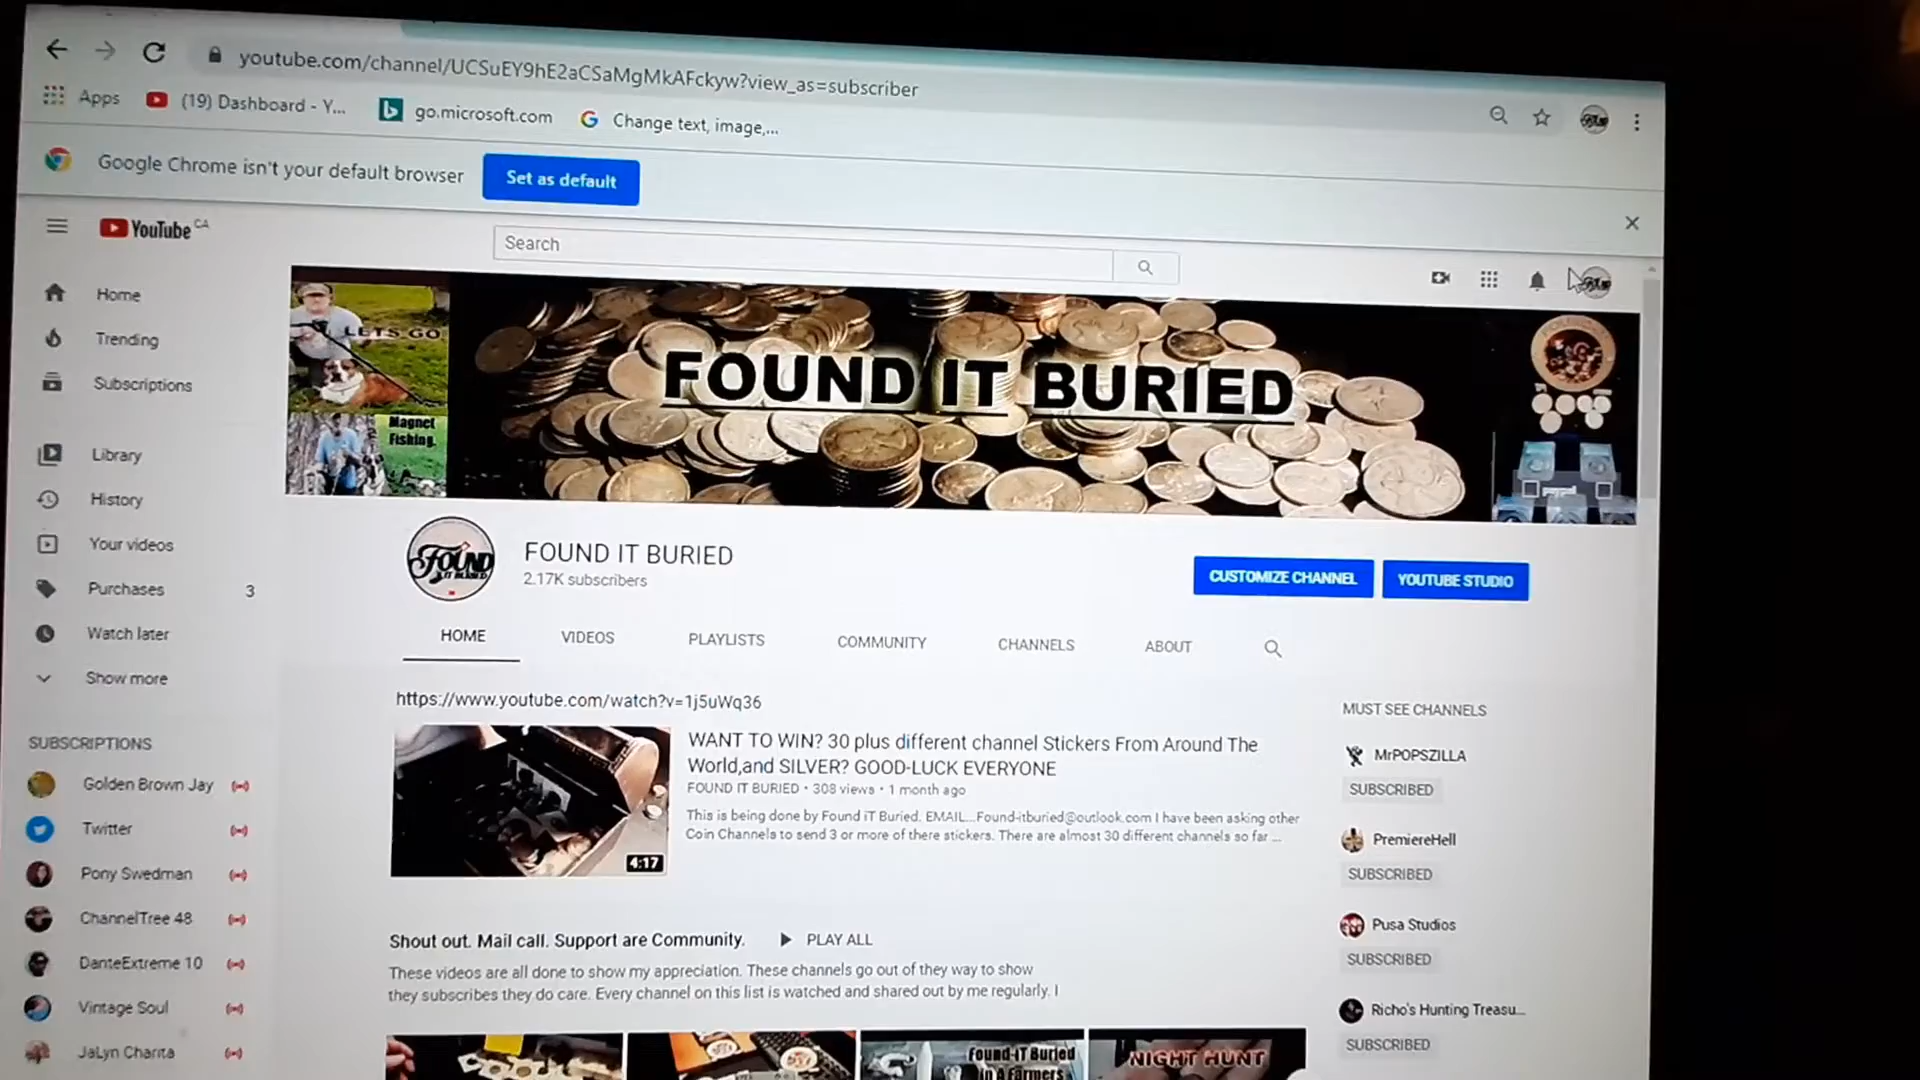 youtube.com/channel/UCSuEY9hE2aCSaMgMkAFckyw?view_as=subscriber
Apps
(19) Dashboard - Y...
go.microsoft.com
Change text, image,...
Google Chrome isn't your default browser
Set as default
YouTube CA
Search
Home
Trending
Subscriptions
Library
History
Your videos
Purchases 3
Watch later
Show more
SUBSCRIPTIONS
Golden Brown Jay
Twitter
Pony Swedman
ChannelTree 48
DanteExtreme 10
Vintage Soul
JaLyn Charita
LETS GO
Magnet
Fishing.
FOUND IT BURIED
FOUND
IT BURIED
FOUND IT BURIED
2.17K subscribers
CUSTOMIZE CHANNEL
YOUTUBE STUDIO
HOME
VIDEOS
PLAYLISTS
COMMUNITY
CHANNELS
ABOUT
https://www.youtube.com/watch?v=1j5uWq36
4:17
WANT TO WIN? 30 plus different channel Stickers From Around The
World,and SILVER? GOOD-LUCK EVERYONE
FOUND IT BURIED • 308 views • 1 month ago
This is being done by Found iT Buried. EMAIL...Found-itburied@outlook.com I have been asking other
Coin Channels to send 3 or more of there stickers. There are almost 30 different channels so far ...
Shout out. Mail call. Support are Community.
PLAY ALL
These videos are all done to show my appreciation. These channels go out of they way to show
they subscribes they do care. Every channel on this list is watched and shared out by me regularly. I
Found-iT Buried
in A Farmers
NIGHT HUNT
MUST SEE CHANNELS
MrPOPSZILLA
SUBSCRIBED
PremiereHell
SUBSCRIBED
Pusa Studios
SUBSCRIBED
Richo's Hunting Treasu...
SUBSCRIBED